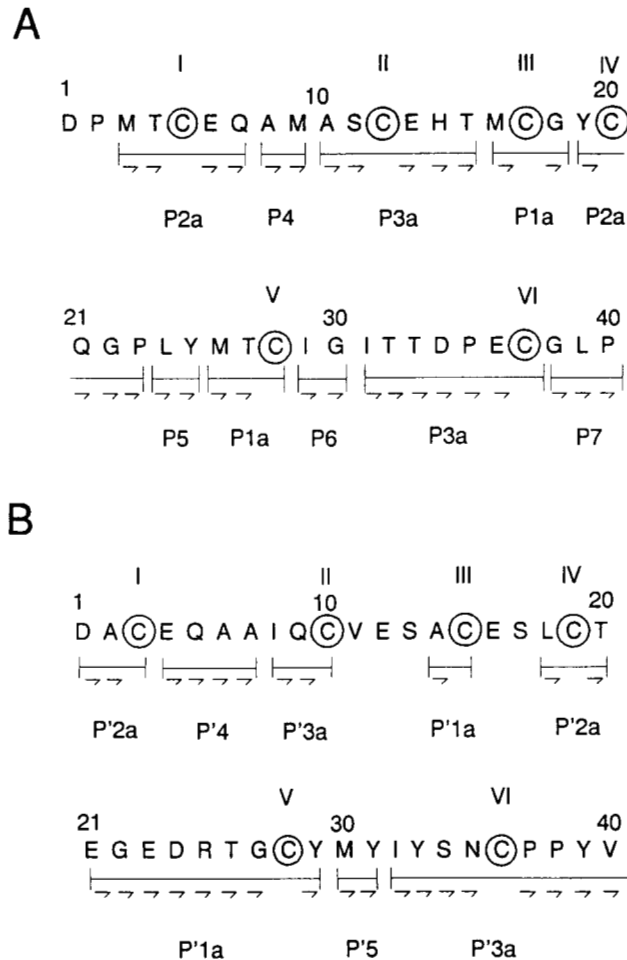 A
I II III IV
1 10 20
D P M T C E Q A M A S C E H T M C G Y C
P2a P4 P3a P1a P2a
V VI
21 30 40
Q G P L Y M T C I G I T T D P E C G L P
P5 P1a P6 P3a P7
B
I II III IV
1 10 20
D A C E Q A A I Q C V E S A C E S L C T
P'2a P'4 P'3a P'1a P'2a
V VI
21 30 40
E G E D R T G C Y M Y I Y S N C P P Y V
P'1a P'5 P'3a